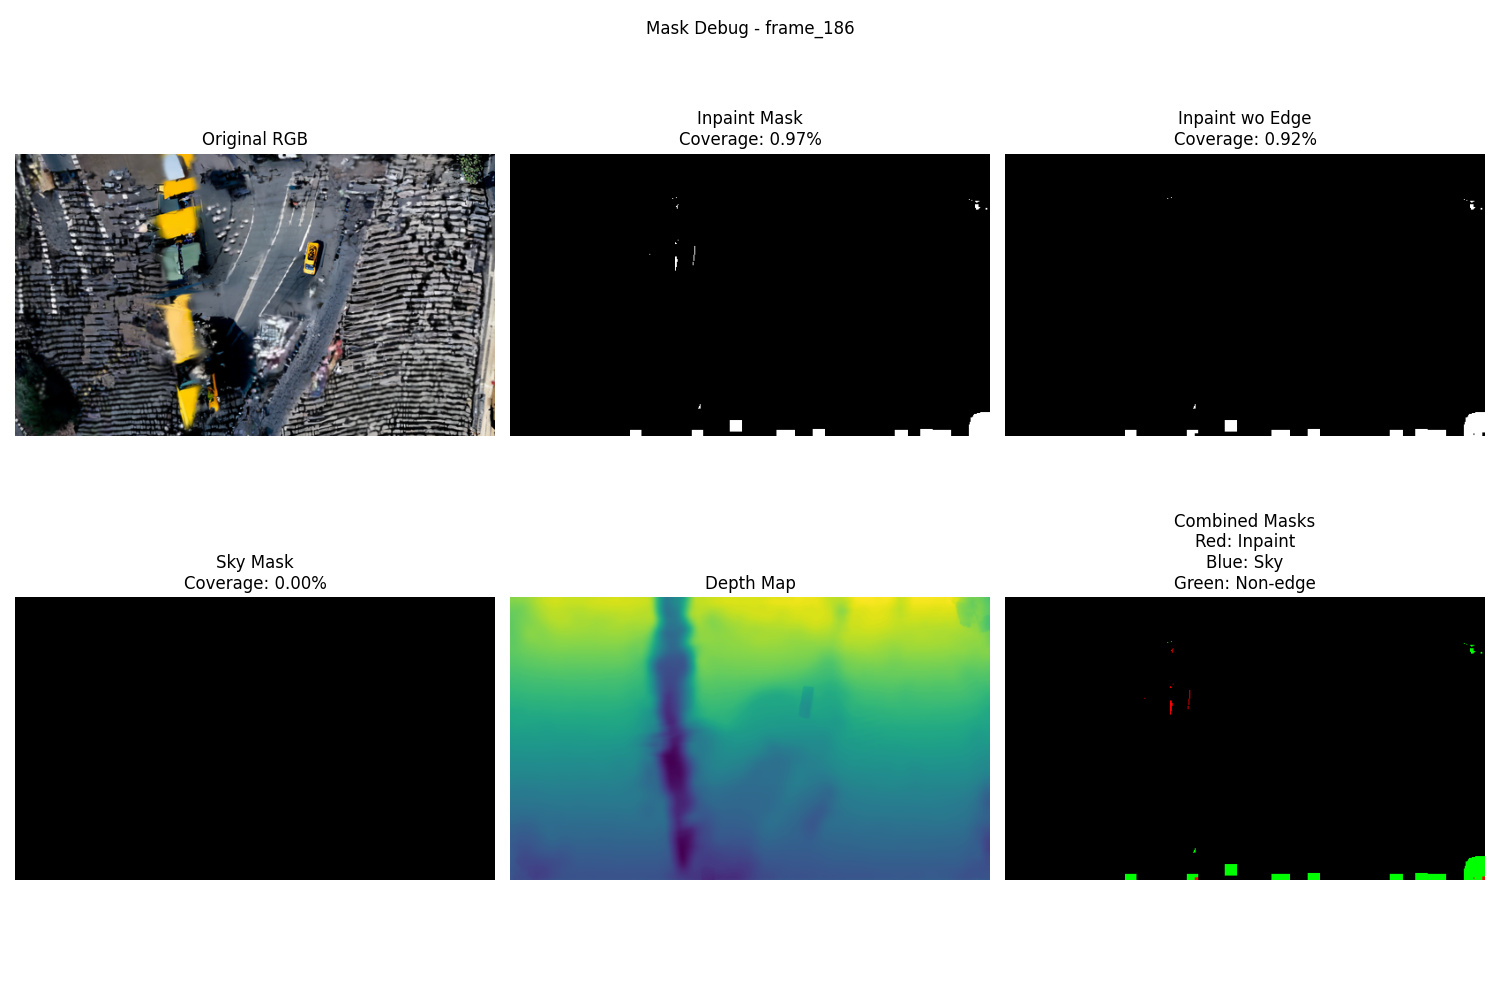 Mask Debug - frame_186
Original RGB
Inpaint Mask
Coverage: 0.97%
Inpaint wo Edge
Coverage: 0.92%
Sky Mask
Coverage: 0.00%
Depth Map
Combined Masks
Red: Inpaint
Blue: Sky
Green: Non-edge